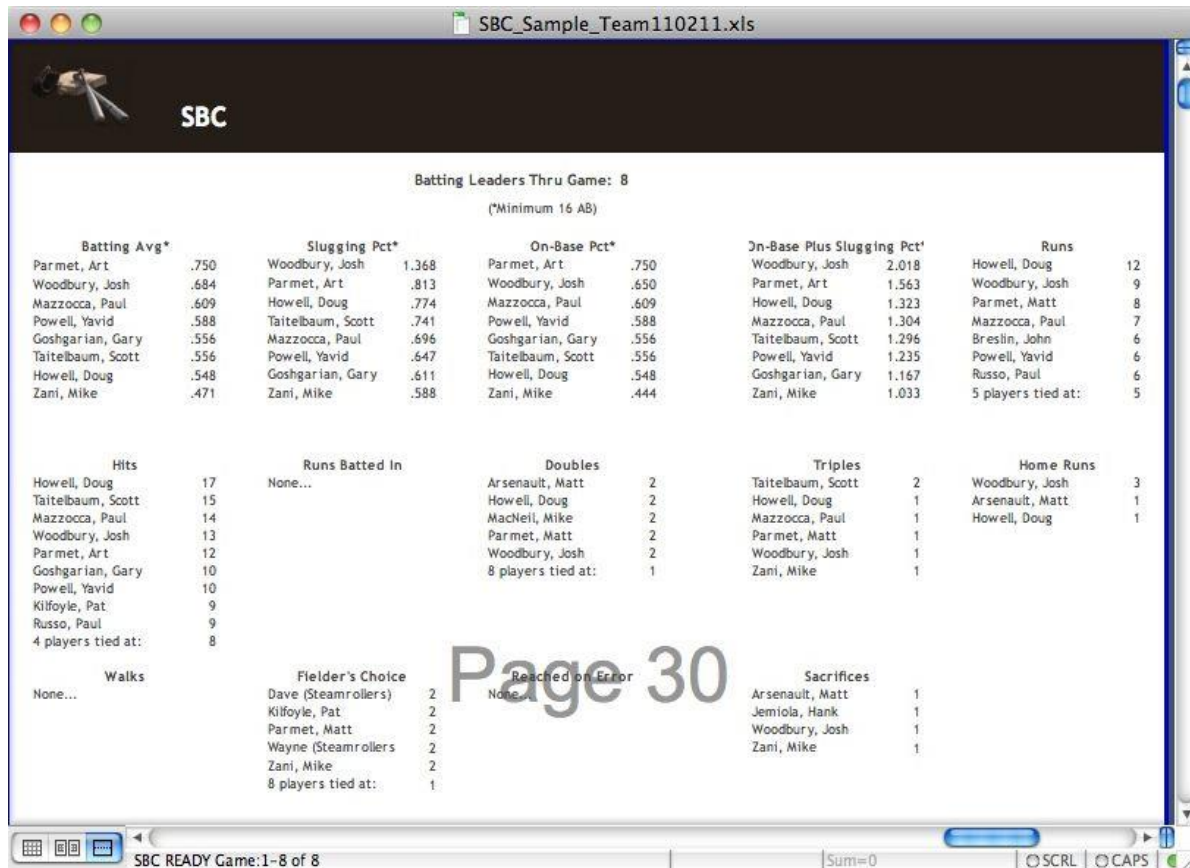 SBC_Sample_Team110211.xls
SBC
Batting Leaders Thru Game: 8
(*Minimum 16 AB)
Batting Avg*
Parmet, Art .750
Woodbury, Josh .684
Mazzocca, Paul .609
Powell, Yavid .588
Goshgarian, Gary .556
Taitelbaum, Scott .556
Howell, Doug .548
Zani, Mike .471
Slugging Pct*
Woodbury, Josh 1.368
Parmet, Art .813
Howell, Doug .774
Taitelbaum, Scott .741
Mazzocca, Paul .696
Powell, Yavid .647
Goshgarian, Gary .611
Zani, Mike .588
On-Base Pct*
Parmet, Art .750
Woodbury, Josh .650
Mazzocca, Paul .609
Powell, Yavid .588
Goshgarian, Gary .556
Taitelbaum, Scott .556
Howell, Doug .548
Zani, Mike .444
On-Base Plus Slugging Pct*
Woodbury, Josh 2.018
Parmet, Art 1.563
Howell, Doug 1.323
Mazzocca, Paul 1.304
Taitelbaum, Scott 1.296
Powell, Yavid 1.235
Goshgarian, Gary 1.167
Zani, Mike 1.033
Runs
Howell, Doug 12
Woodbury, Josh 9
Parmet, Matt 8
Mazzocca, Paul 7
Breslin, John 6
Powell, Yavid 6
Russo, Paul 6
5 players tied at: 5
Hits
Howell, Doug 17
Taitelbaum, Scott 15
Mazzocca, Paul 14
Woodbury, Josh 13
Parmet, Art 12
Goshgarian, Gary 10
Powell, Yavid 10
Kilfoyle, Pat 9
Russo, Paul 9
4 players tied at: 8
Runs Batted In
None...
Doubles
Arsenault, Matt 2
Howell, Doug 2
MacNeil, Mike 2
Parmet, Matt 2
Woodbury, Josh 2
8 players tied at: 1
Triples
Taitelbaum, Scott 2
Howell, Doug 1
Mazzocca, Paul 1
Parmet, Matt 1
Woodbury, Josh 1
Zani, Mike 1
Home Runs
Woodbury, Josh 3
Arsenault, Matt 1
Howell, Doug 1
Walks
None...
Fielder's Choice
Dave (Steamrollers) 2
Kilfoyle, Pat 2
Parmet, Matt 2
Wayne (Steamrollers 2
Zani, Mike 2
8 players tied at: 1
Page 30
Reached on Error
None...
Sacrifices
Arsenault, Matt 1
Jemiola, Hank 1
Woodbury, Josh 1
Zani, Mike 1
SBC READY Game:1-8 of 8
Sum=0
SCRL
CAPS